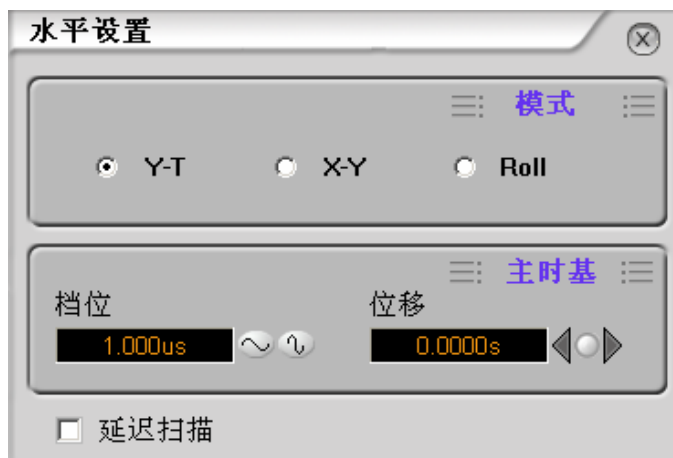 水平设置
模式
Y-T X-Y Roll
主时基
档位 位移
1.000us 0.0000s
延迟扫描